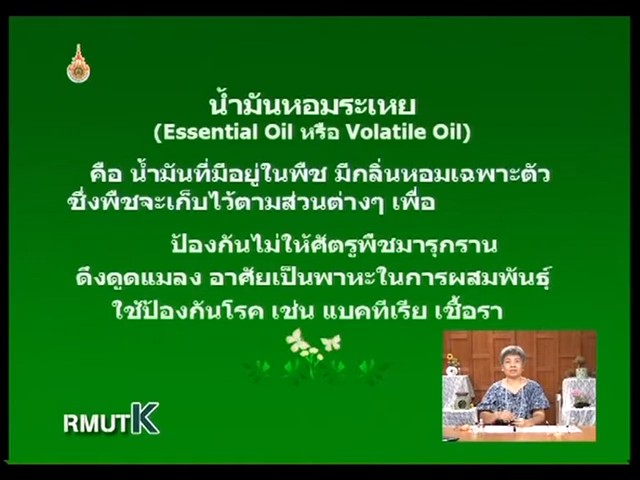 น้ำมันหอมระเหย
(Essential Oil หรือ Volatile Oil)
คือ น้ำมันที่มีอยู่ในพืช มีกลิ่นหอมเฉพาะตัว
ซึ่งพืชจะเก็บไว้ตามส่วนต่างๆ เพื่อ
ป้องกันไม่ให้ศัตรูพืชมารุกราน
ดึงดูดแมลง อาศัยเป็นพาหะในการผสมพันธุ์
ใช้ป้องกันโรค เช่น แบคทีเรีย เชื้อรา
RMUTK